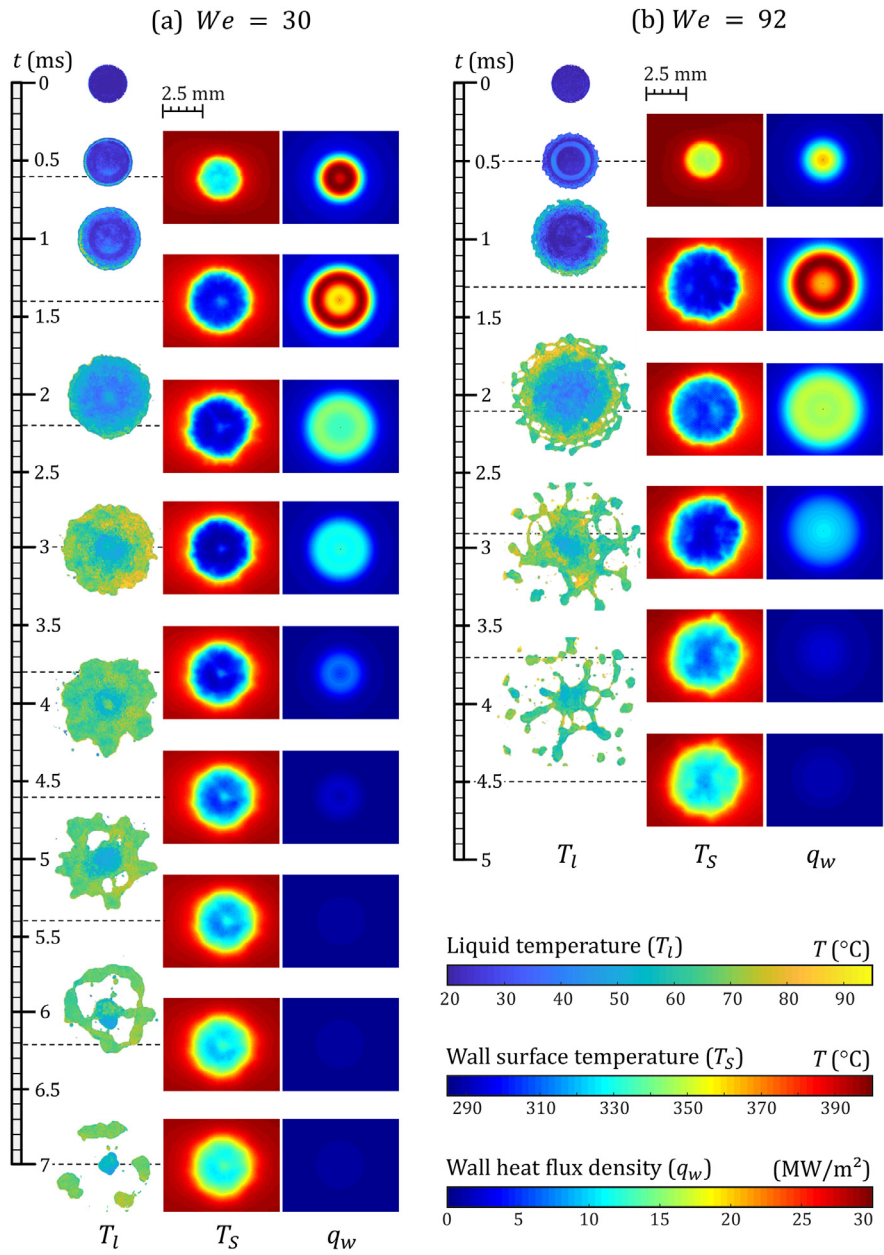 (a) We = 30
(b) We = 92
t (ms)
0
2.5 mm
0.5
1
1.5
2
2.5
3
3.5
4
4.5
5
5.5
6
6.5
7
T_l
T_S
q_w
t (ms)
0
2.5 mm
0.5
1
1.5
2
2.5
3
3.5
4
4.5
5
T_l
T_S
q_w
Liquid temperature (T_l) T (°C)
20 30 40 50 60 70 80 90
Wall surface temperature (T_S) T (°C)
290 310 330 350 370 390
Wall heat flux density (q_w) (MW/m²)
0 5 10 15 20 25 30